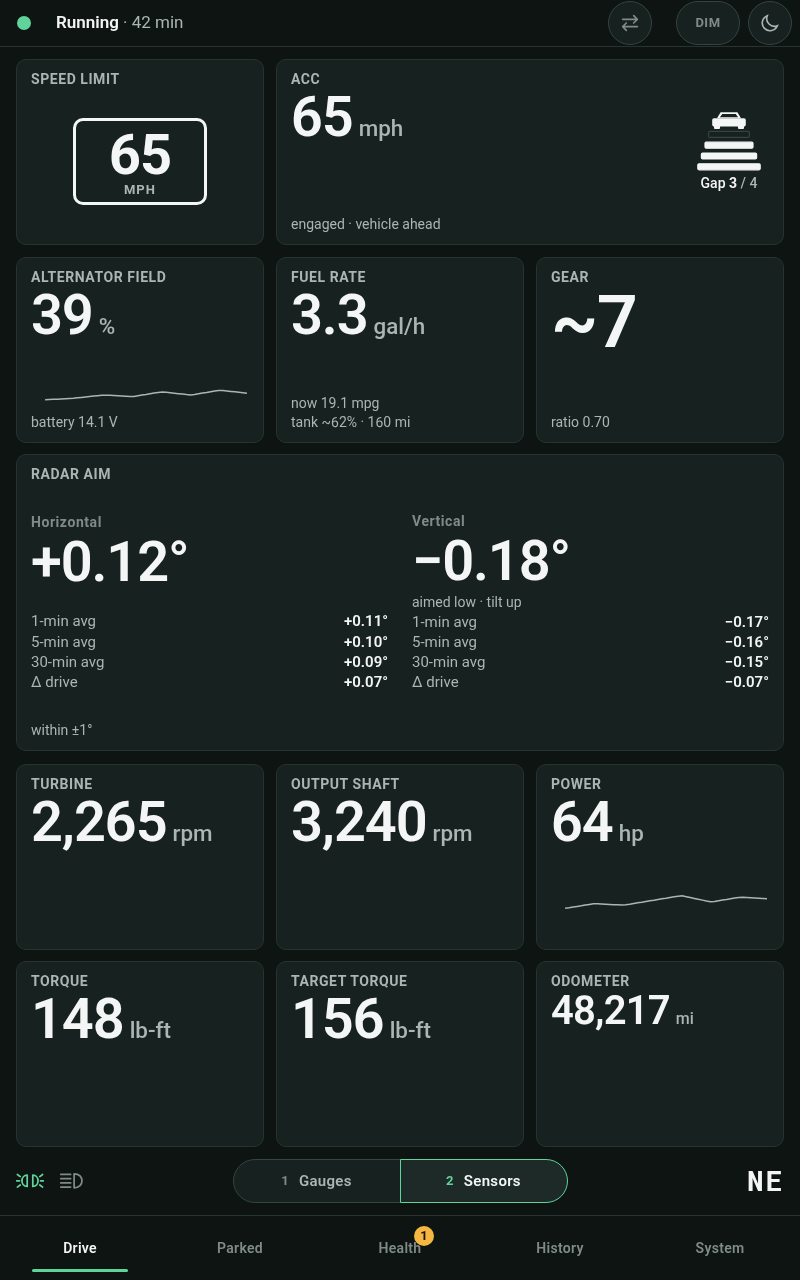 Running · 42 min
DIM
SPEED LIMIT
65
MPH
ACC
65 mph
Gap 3 / 4
engaged · vehicle ahead
ALTERNATOR FIELD
39 %
battery 14.1 V
FUEL RATE
3.3 gal/h
now 19.1 mpg
tank ~62% · 160 mi
GEAR
~7
ratio 0.70
RADAR AIM
Horizontal
+0.12°
1-min avg +0.11°
5-min avg +0.10°
30-min avg +0.09°
Δ drive +0.07°
within ±1°
Vertical
−0.18°
aimed low · tilt up
1-min avg −0.17°
5-min avg −0.16°
30-min avg −0.15°
Δ drive −0.07°
TURBINE
2,265 rpm
OUTPUT SHAFT
3,240 rpm
POWER
64 hp
TORQUE
148 lb-ft
TARGET TORQUE
156 lb-ft
ODOMETER
48,217 mi
1 Gauges
2 Sensors
NE
Drive
Parked
Health 1
History
System